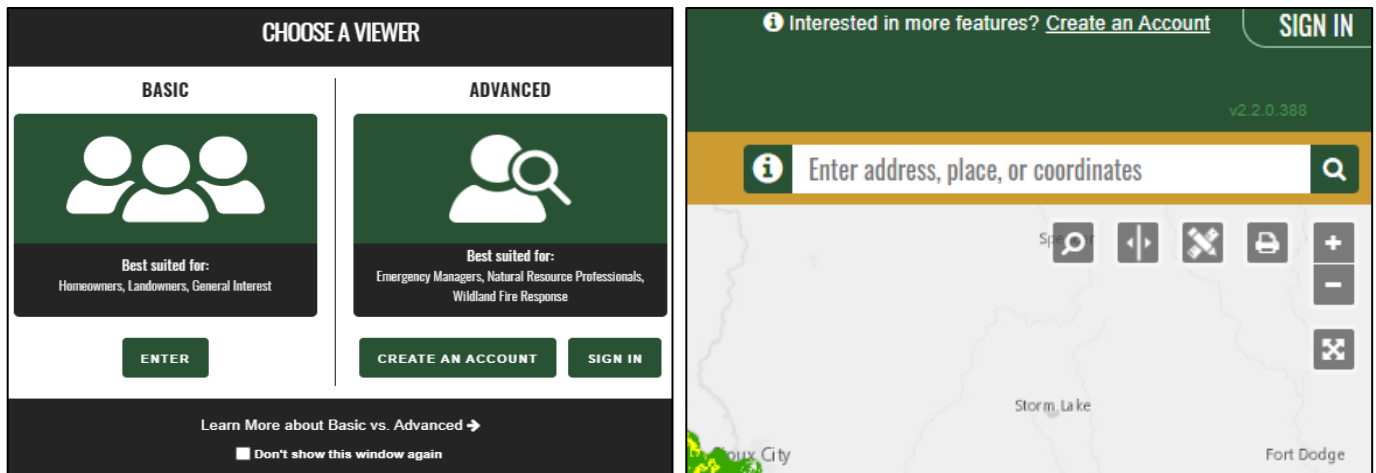 CHOOSE A VIEWER
BASIC
Best suited for:
Homeowners, Landowners, General Interest
ENTER
ADVANCED
Best suited for:
Emergency Managers, Natural Resource Professionals,
Wildland Fire Response
CREATE AN ACCOUNT
SIGN IN
Learn More about Basic vs. Advanced
Don't show this window again
Interested in more features? Create an Account
SIGN IN
v2.2.0.388
Enter address, place, or coordinates
Storm Lake
City
Fort Dodge